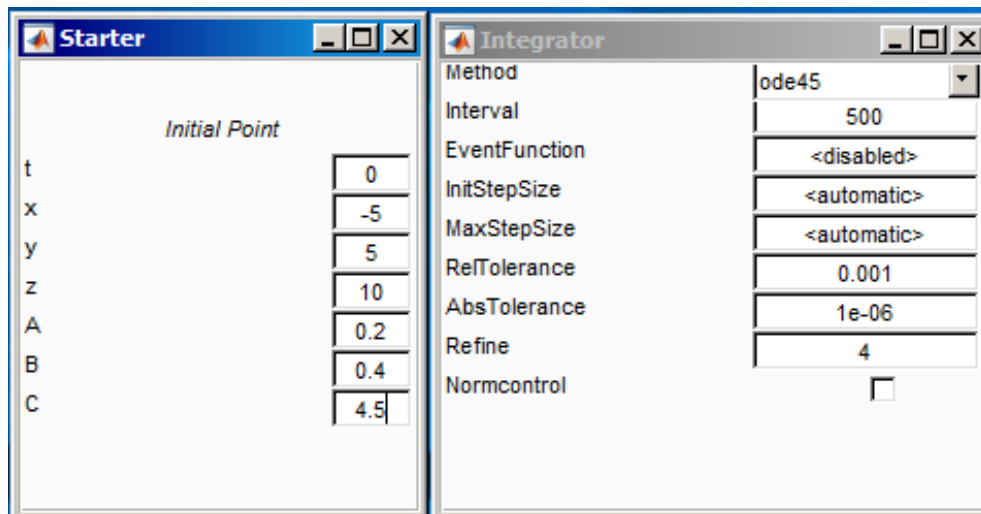 Starter
Initial Point
t 0
x -5
y 5
z 10
A 0.2
B 0.4
C 4.5
Integrator
Method ode45
Interval 500
EventFunction <disabled>
InitStepSize <automatic>
MaxStepSize <automatic>
RelTolerance 0.001
AbsTolerance 1e-06
Refine 4
Normcontrol